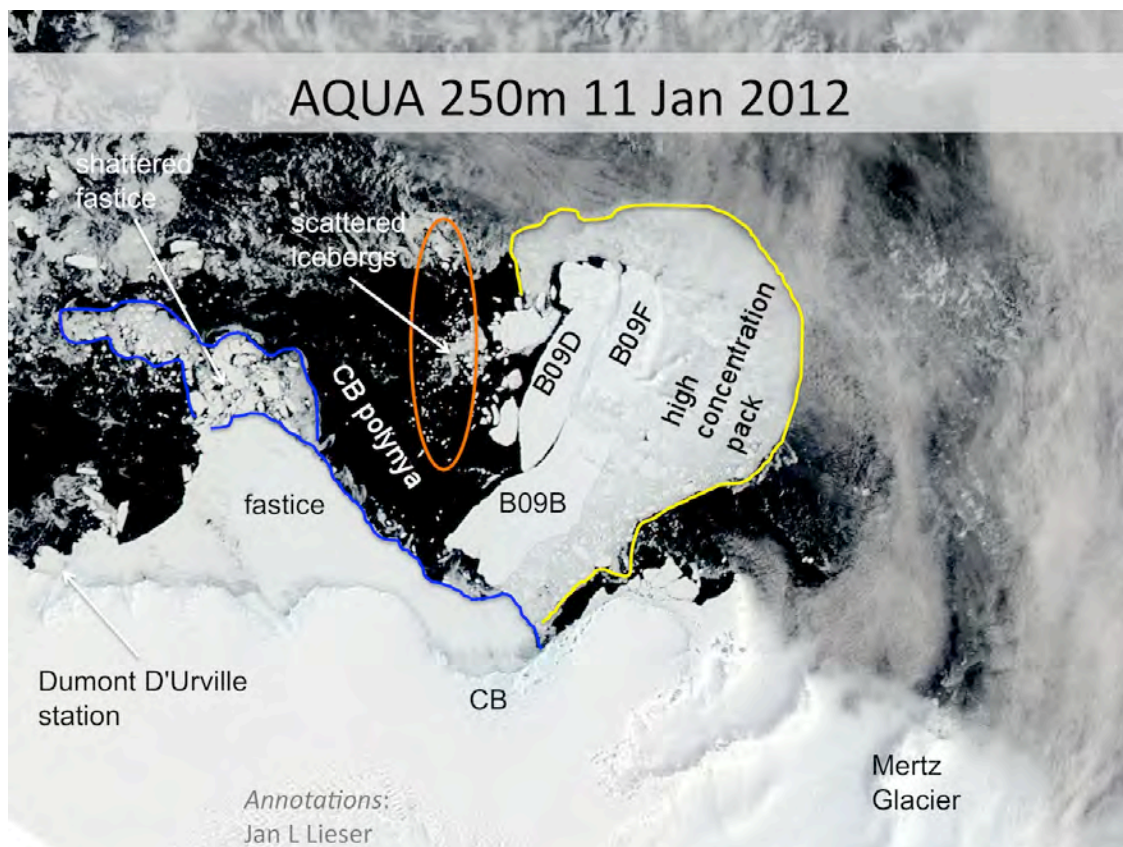 AQUA 250m 11 Jan 2012
shattered
fastice
scattered
icebergs
B09D
B09F
high
concentration
pack
CB polynya
fastice
B09B
Dumont D'Urville
station
CB
Mertz
Glacier
Annotations:
Jan L Lieser